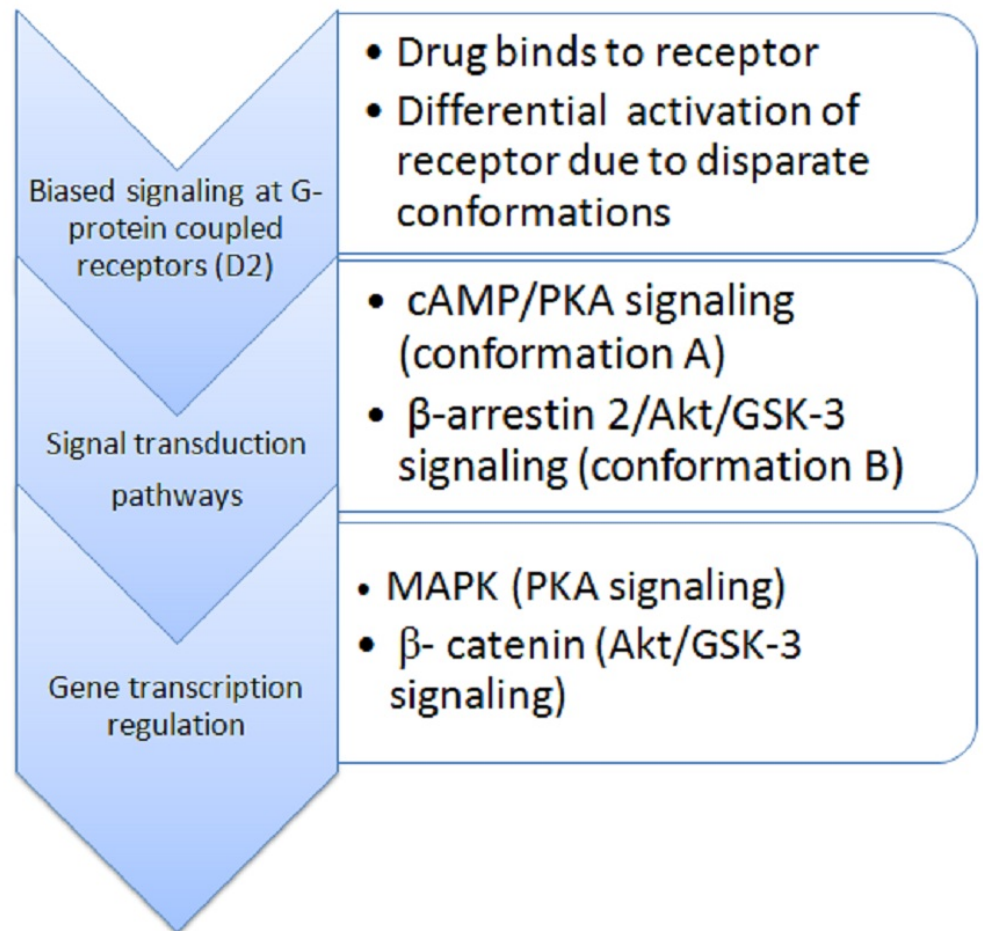 Biased signaling at G-
protein coupled
receptors (D2)
• Drug binds to receptor
• Differential activation of
receptor due to disparate
conformations
Signal transduction
pathways
• cAMP/PKA signaling
(conformation A)
• β-arrestin 2/Akt/GSK-3
signaling (conformation B)
Gene transcription
regulation
• MAPK (PKA signaling)
• β- catenin (Akt/GSK-3
signaling)